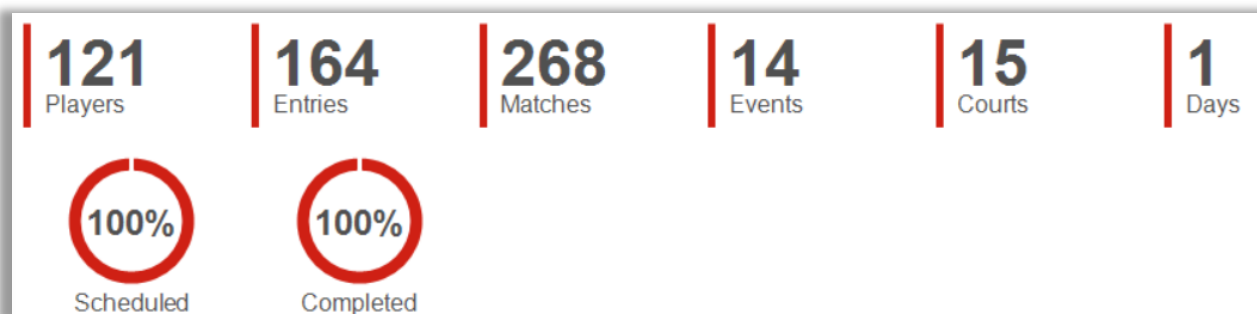 121 164 268 14 15 1
Players Entries Matches Events Courts Days
100% 100%
Scheduled Completed